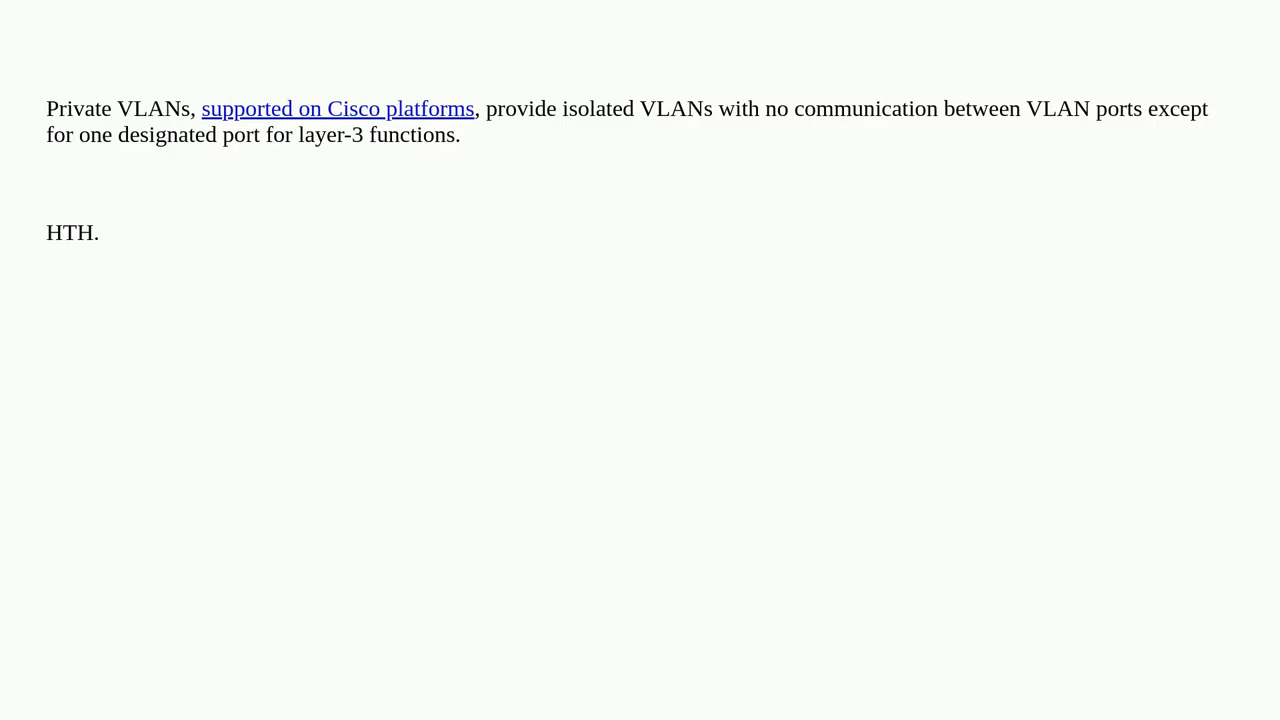 Private VLANs, supported on Cisco platforms, provide isolated VLANs with no communication between VLAN ports except
for one designated port for layer-3 functions.
HTH.